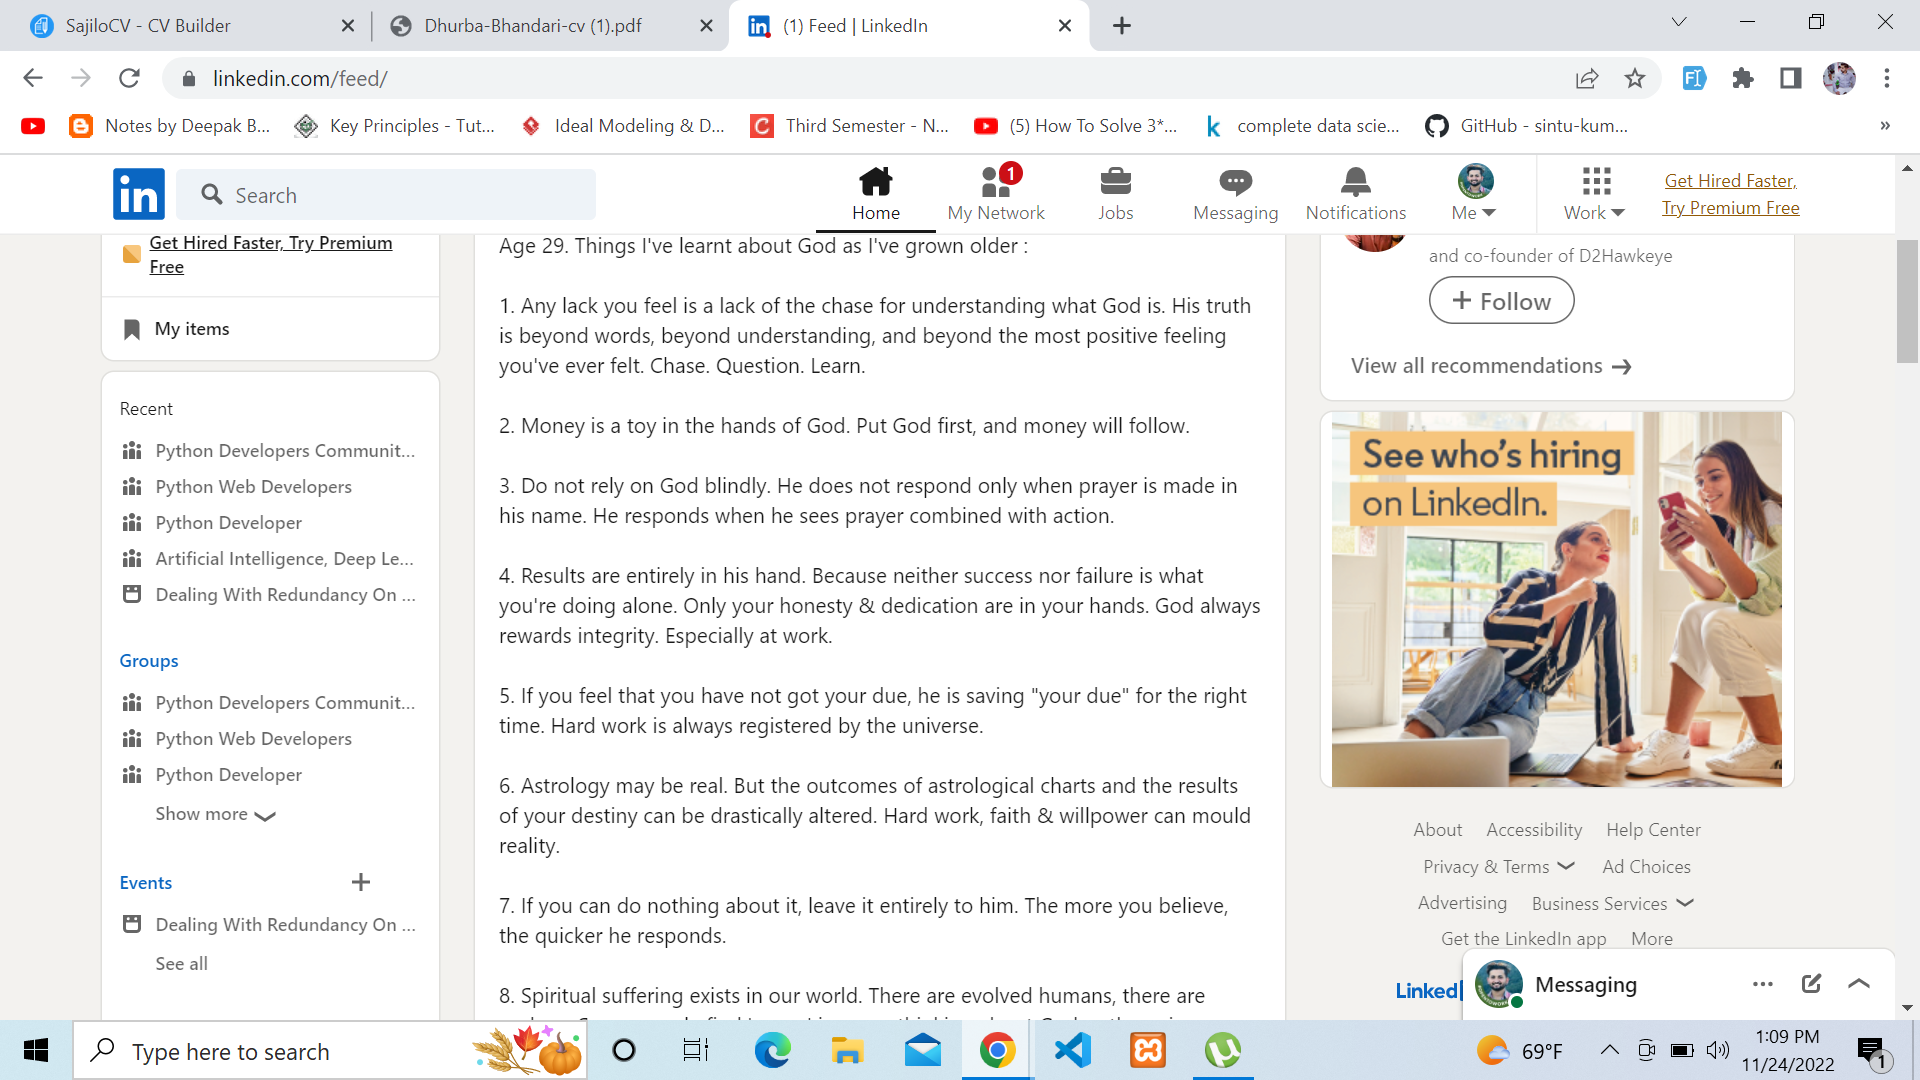 SajiloCV - CV Builder
Dhurba-Bhandari-cv (1).pdf
(1) Feed | LinkedIn
linkedin.com/feed/
Notes by Deepak B...
Key Principles - Tut...
Ideal Modeling & D...
Third Semester - N...
(5) How To Solve 3*...
complete data scie...
GitHub - sintu-kum...
»
in
Search
Home
1
My Network
Jobs
Messaging
Notifications
Me
Work
Get Hired Faster,
Try Premium Free
Get Hired Faster, Try Premium
Free
My items
Recent
Python Developers Communit...
Python Web Developers
Python Developer
Artificial Intelligence, Deep Le...
Dealing With Redundancy On ...
Groups
Python Developers Communit...
Python Web Developers
Python Developer
Show more
Events
Dealing With Redundancy On ...
See all
Age 29. Things I've learnt about God as I've grown older :
1. Any lack you feel is a lack of the chase for understanding what God is. His truth
is beyond words, beyond understanding, and beyond the most positive feeling
you've ever felt. Chase. Question. Learn.
2. Money is a toy in the hands of God. Put God first, and money will follow.
3. Do not rely on God blindly. He does not respond only when prayer is made in
his name. He responds when he sees prayer combined with action.
4. Results are entirely in his hand. Because neither success nor failure is what
you're doing alone. Only your honesty & dedication are in your hands. God always
rewards integrity. Especially at work.
5. If you feel that you have not got your due, he is saving "your due" for the right
time. Hard work is always registered by the universe.
6. Astrology may be real. But the outcomes of astrological charts and the results
of your destiny can be drastically altered. Hard work, faith & willpower can mould
reality.
7. If you can do nothing about it, leave it entirely to him. The more you believe,
the quicker he responds.
8. Spiritual suffering exists in our world. There are evolved humans, there are
and co-founder of D2Hawkeye
+ Follow
View all recommendations →
See who's hiring
on LinkedIn.
About Accessibility Help Center
Privacy & Terms Ad Choices
Advertising Business Services
Get the LinkedIn app More
Linked
Messaging
Type here to search
69°F
1:09 PM
11/24/2022
1